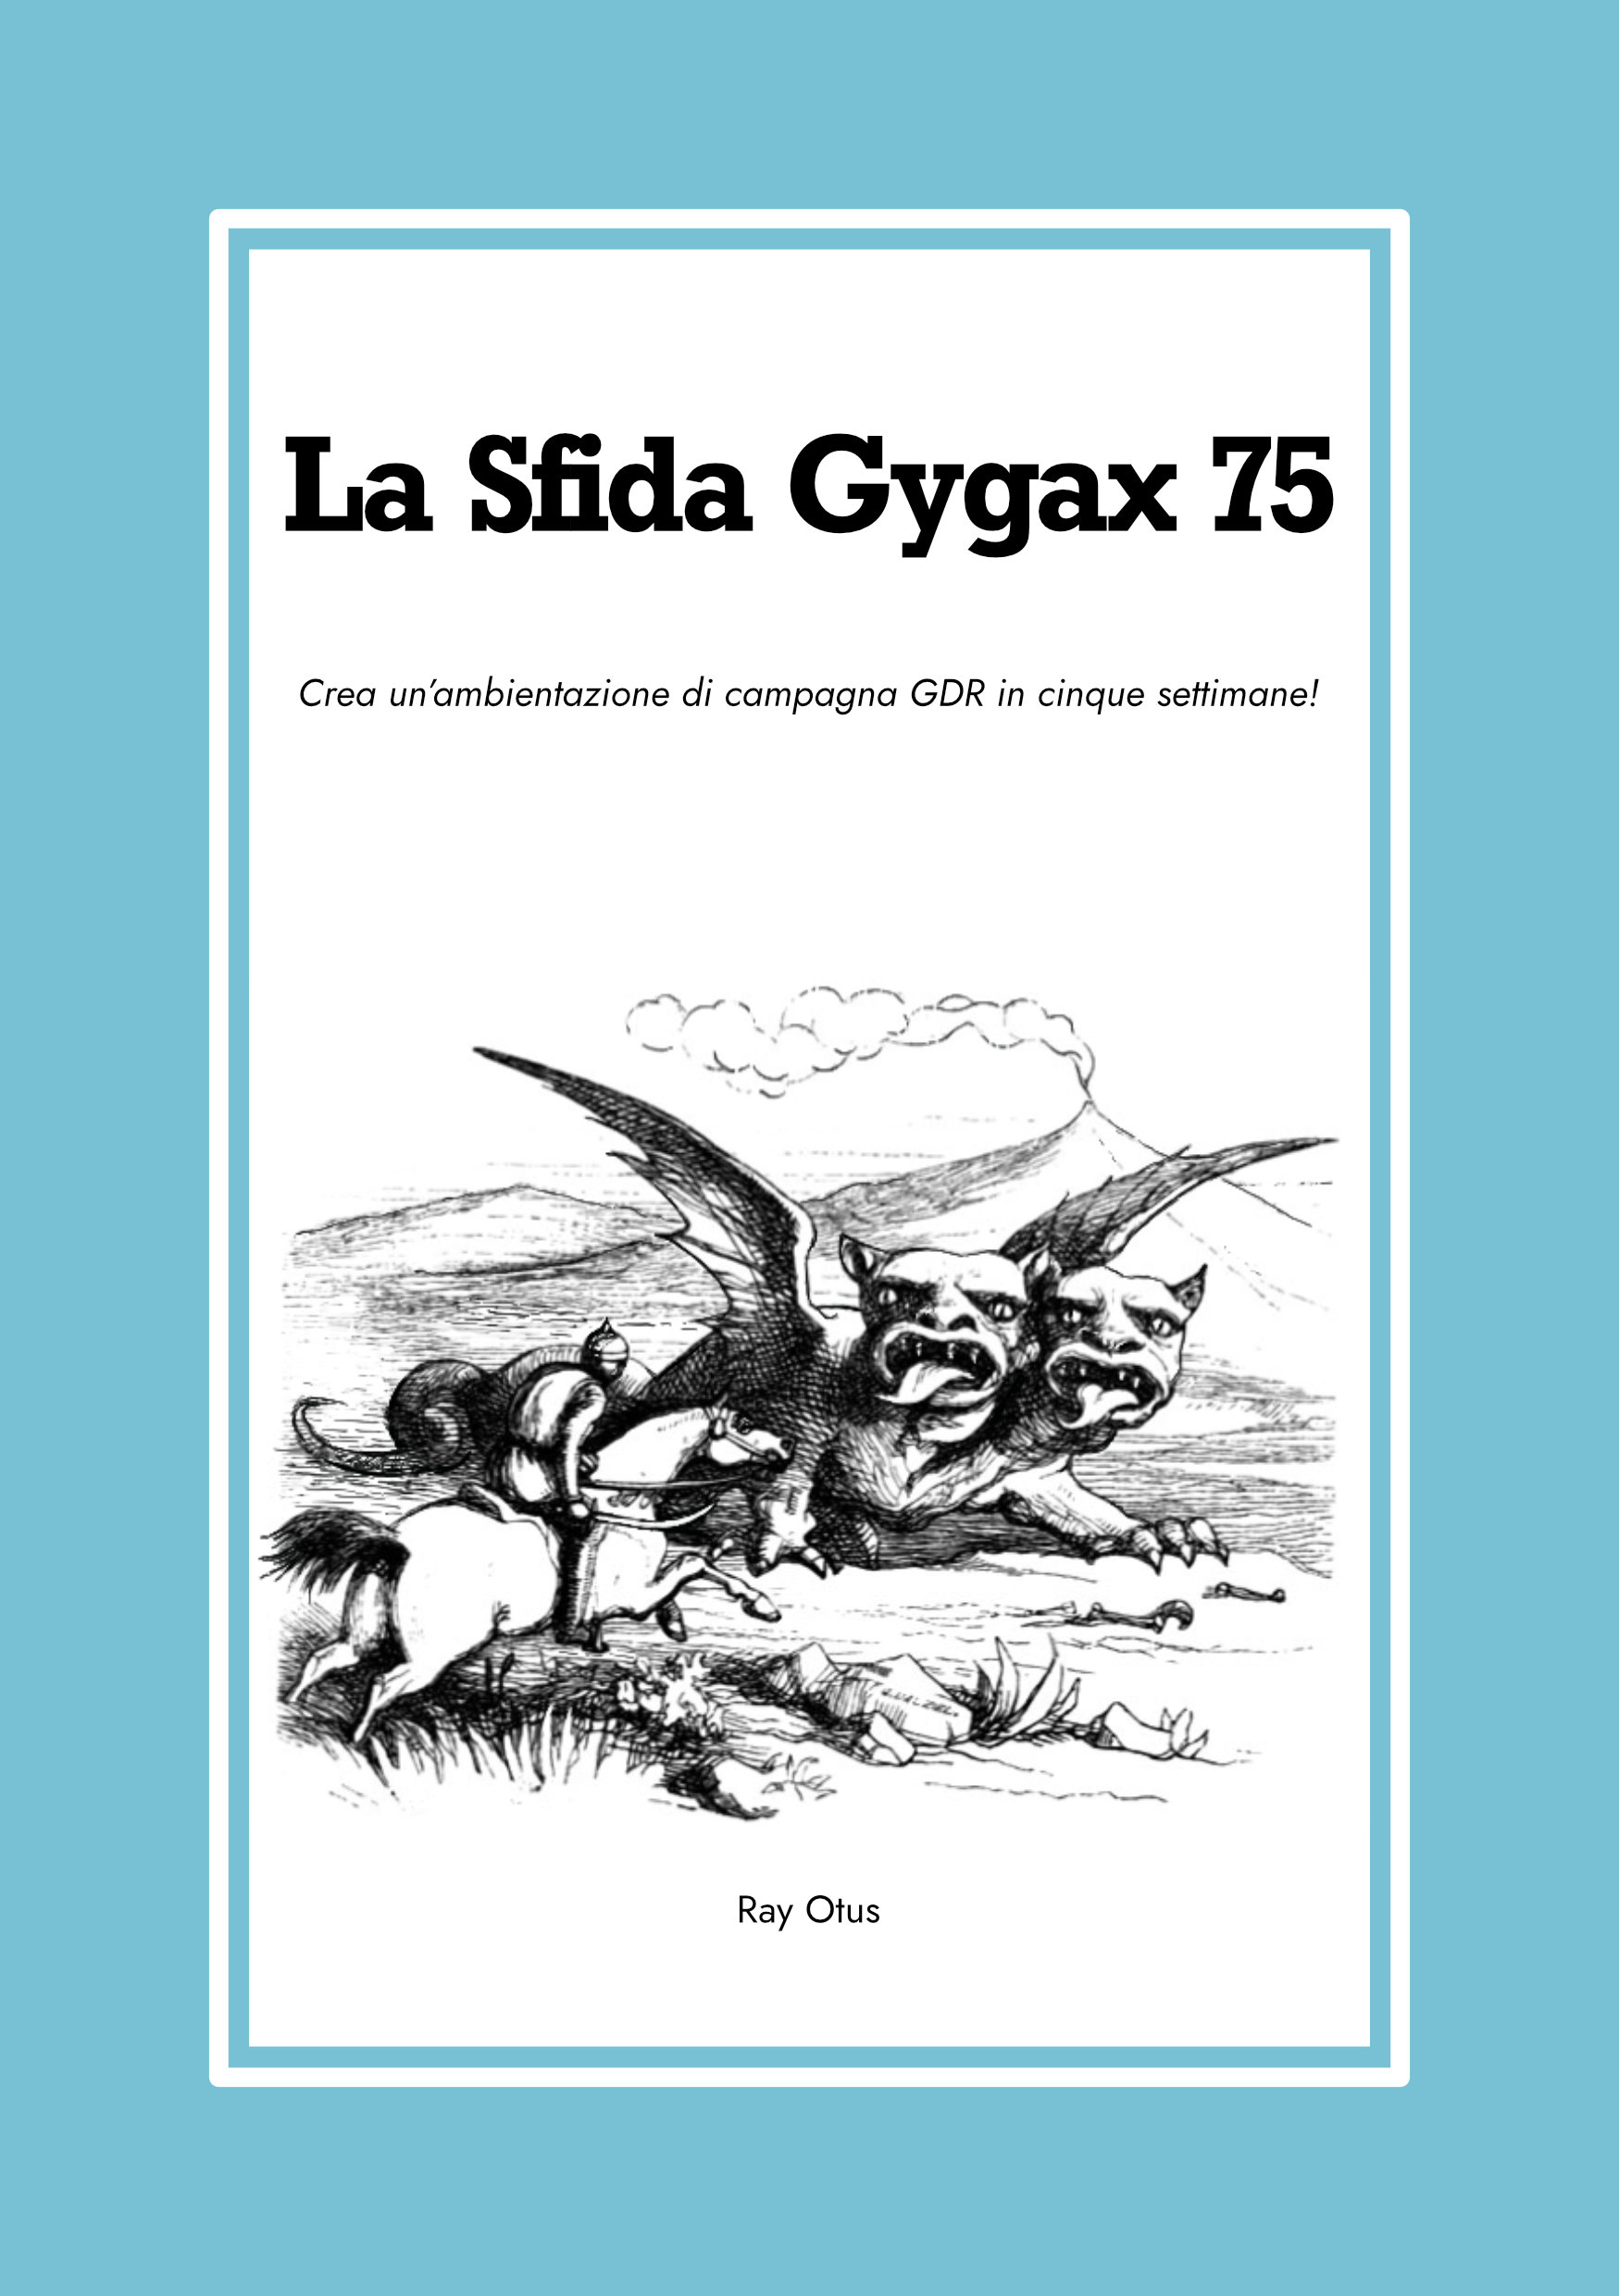 La Sfida Gygax 75
Crea un'ambientazione di campagna GDR in cinque settimane!
Ray Otus